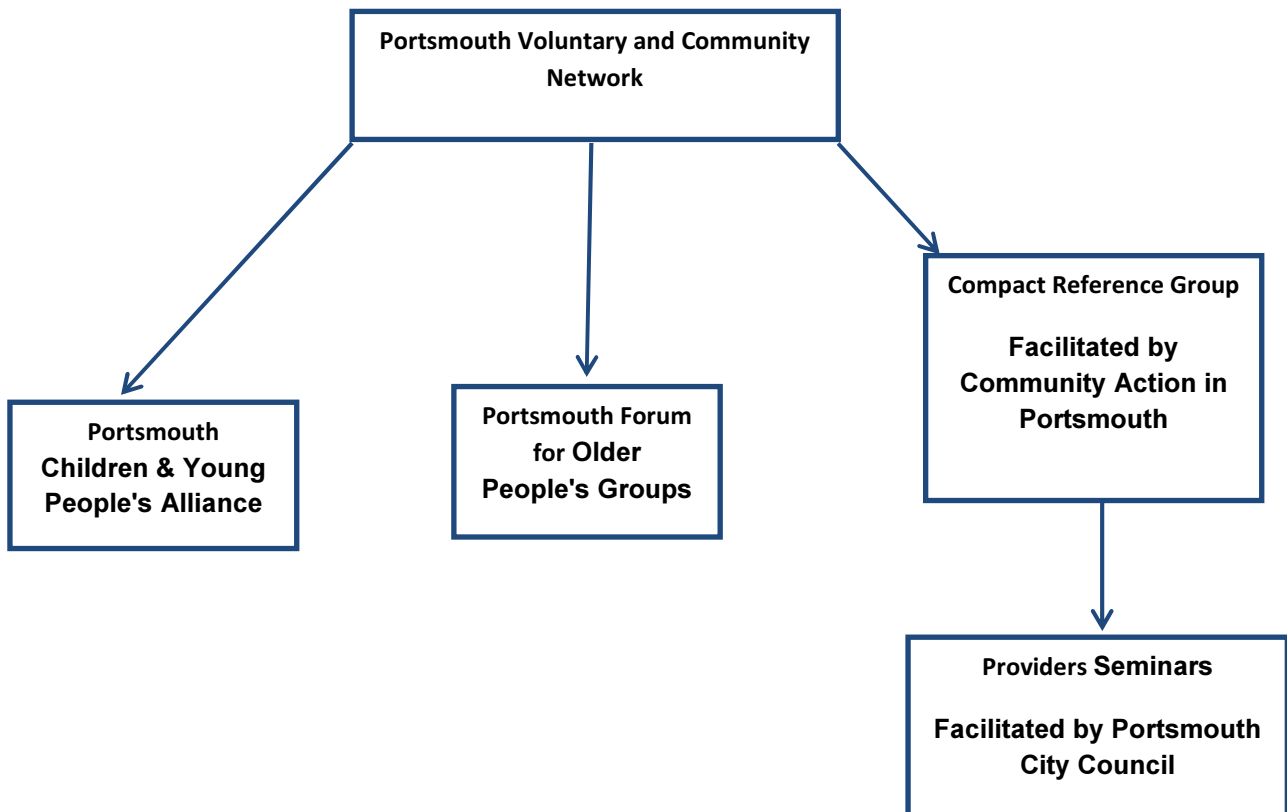 Portsmouth Voluntary and Community
Network
Compact Reference Group
Facilitated by
Community Action in
Portsmouth
Portsmouth
Children & Young
People's Alliance
Portsmouth Forum
for Older
People's Groups
Providers Seminars
Facilitated by Portsmouth
City Council